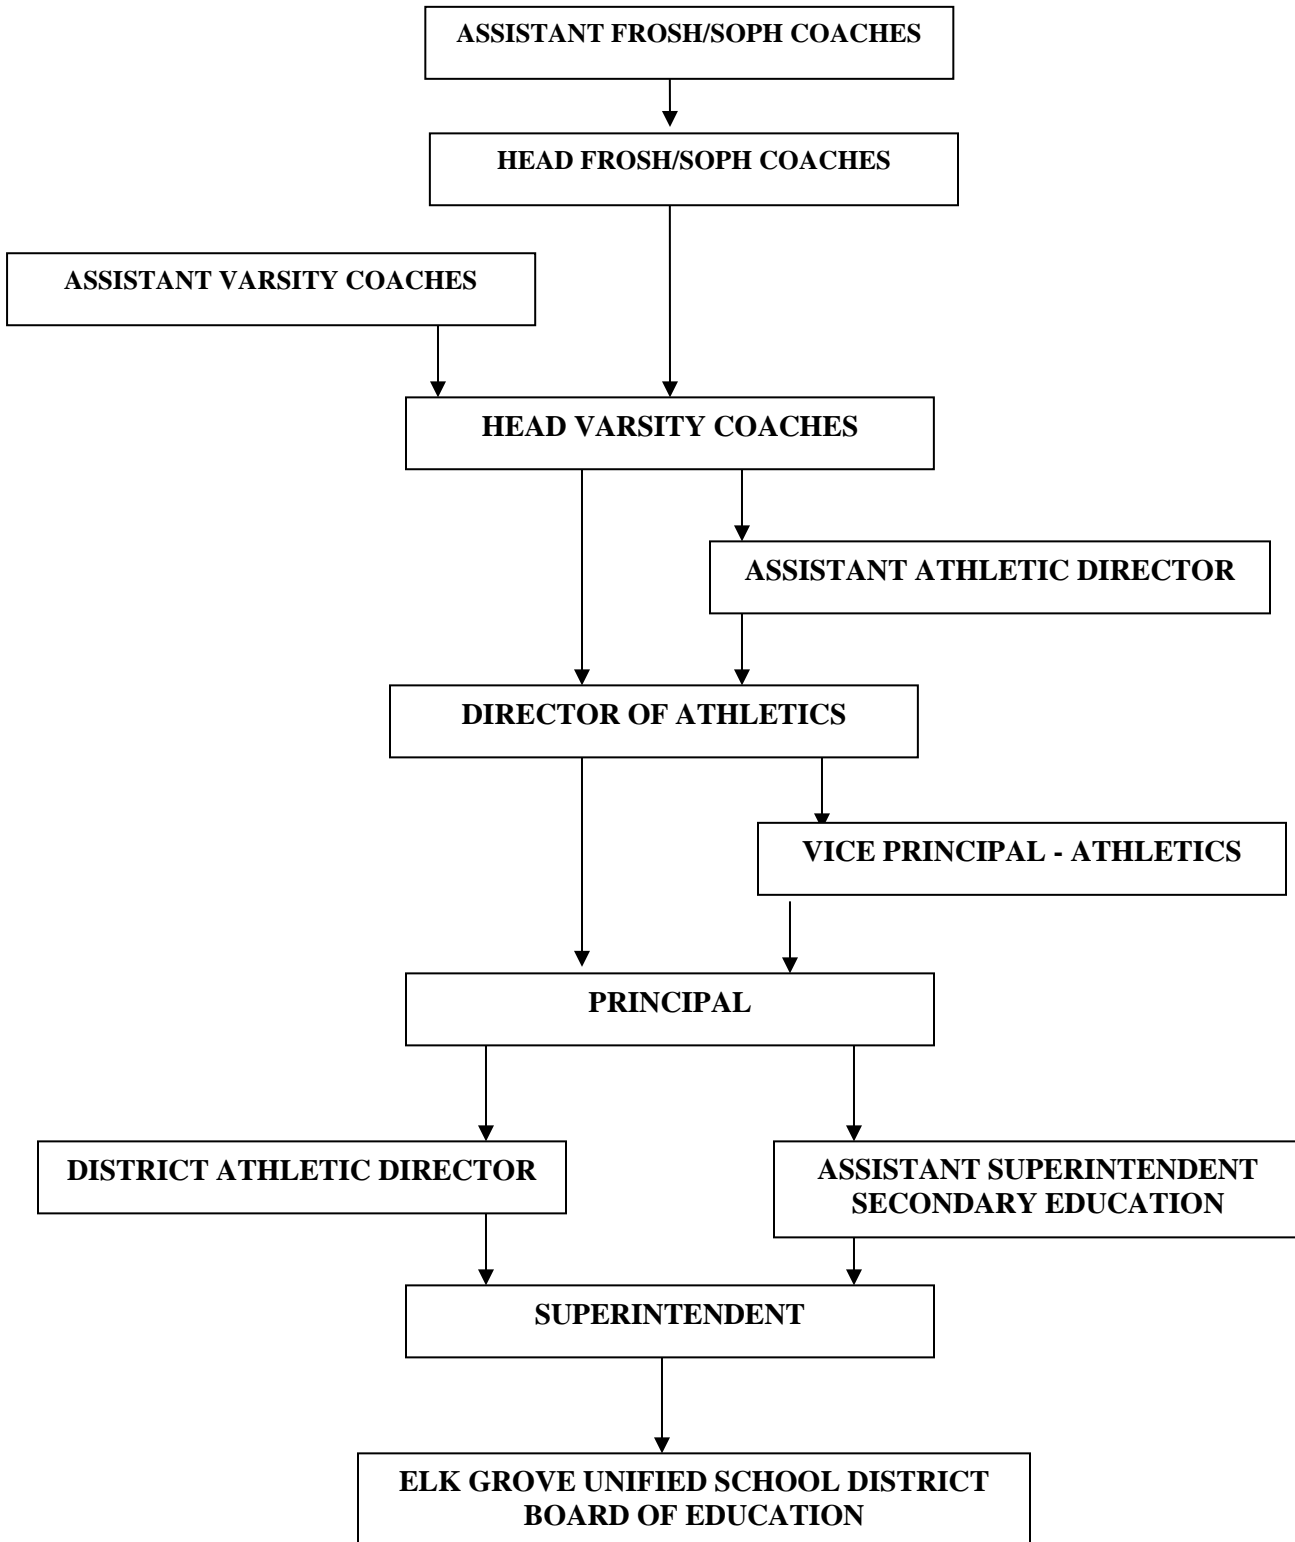 ASSISTANT FROSH/SOPH COACHES
HEAD FROSH/SOPH COACHES
ASSISTANT VARSITY COACHES
HEAD VARSITY COACHES
ASSISTANT ATHLETIC DIRECTOR
DIRECTOR OF ATHLETICS
VICE PRINCIPAL - ATHLETICS
PRINCIPAL
DISTRICT ATHLETIC DIRECTOR
ASSISTANT SUPERINTENDENT
SECONDARY EDUCATION
SUPERINTENDENT
ELK GROVE UNIFIED SCHOOL DISTRICT
BOARD OF EDUCATION